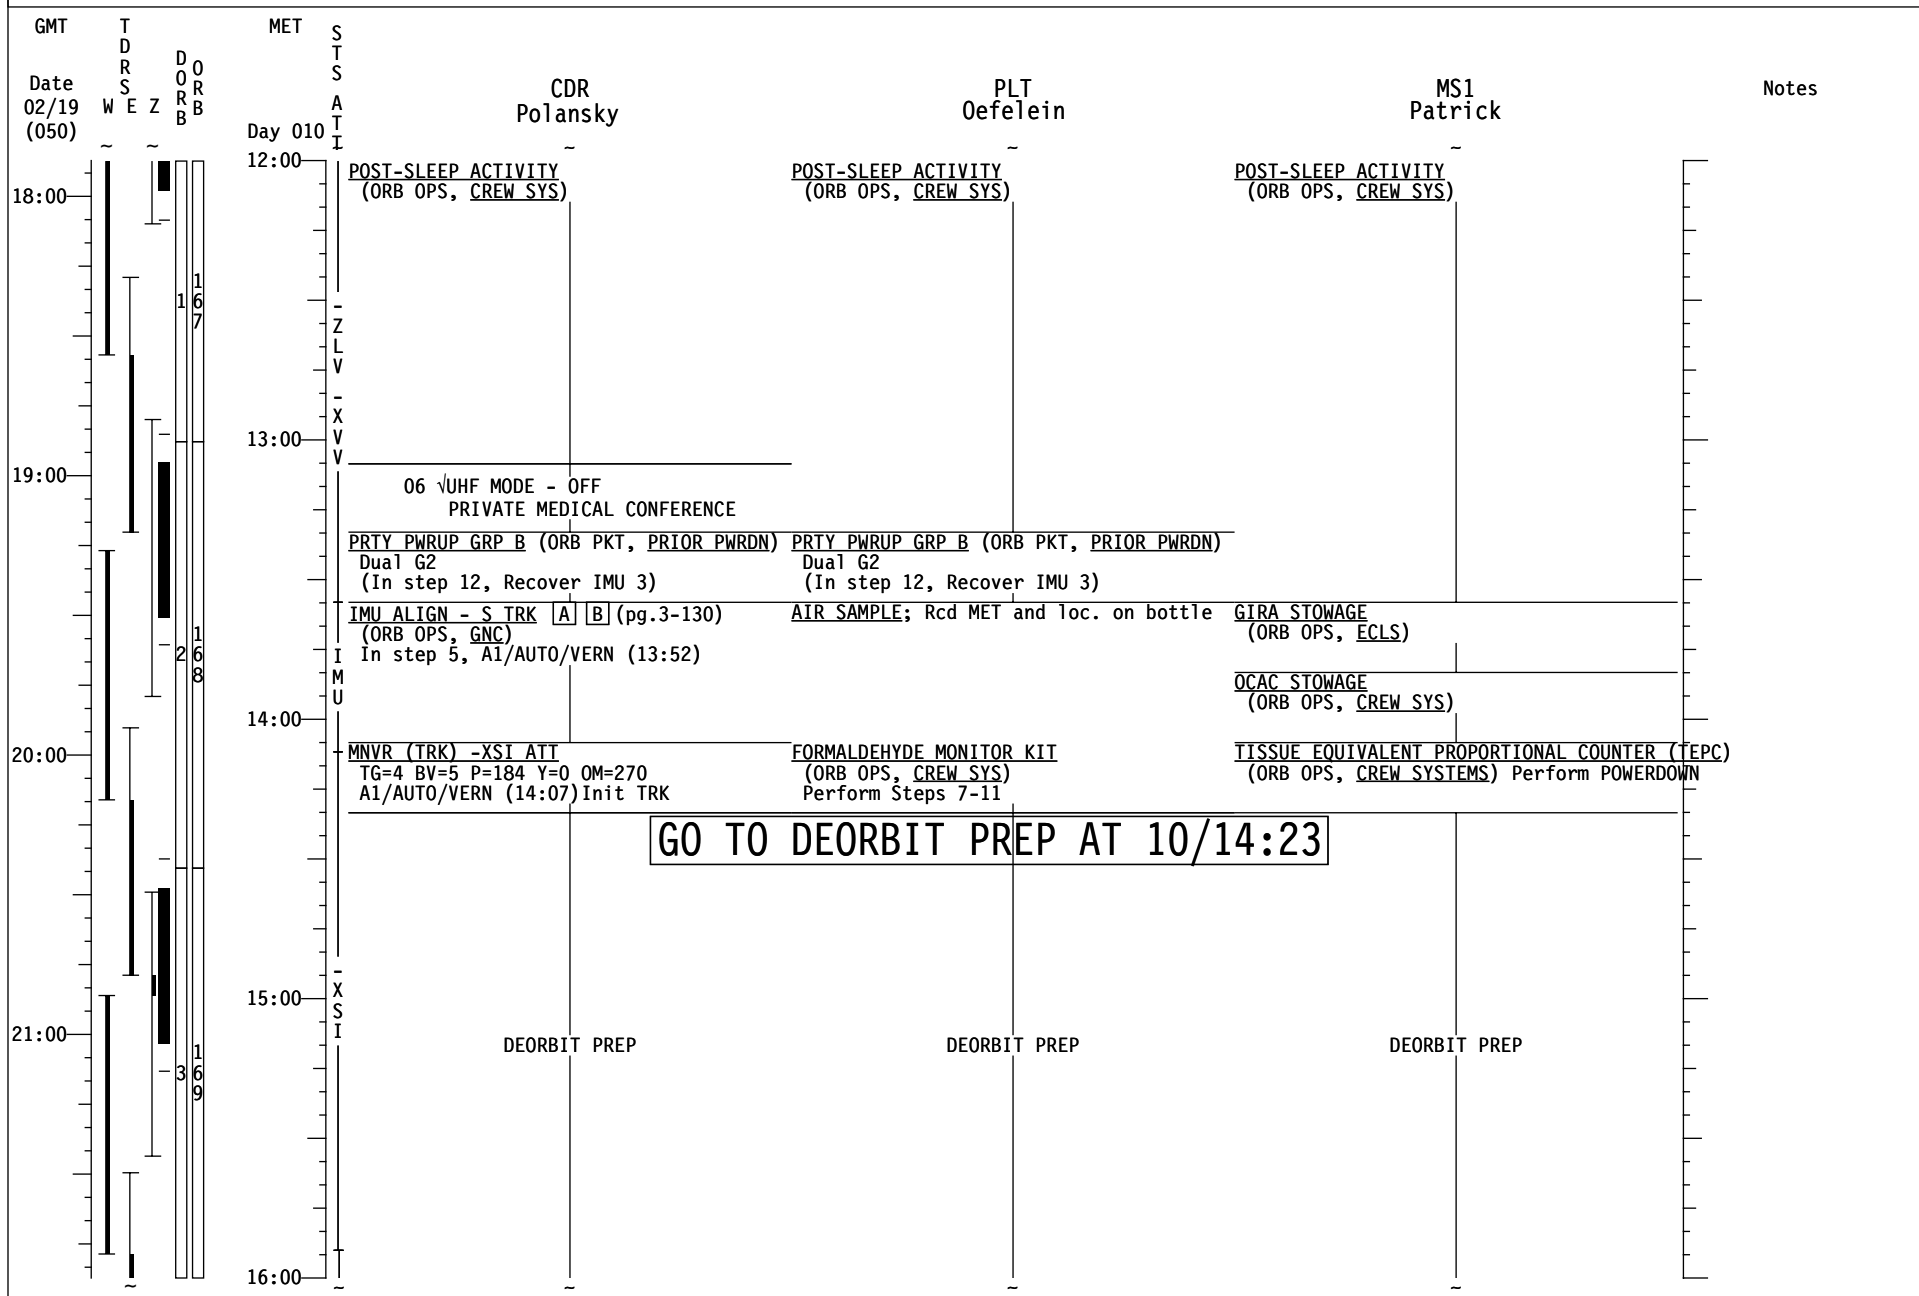 GMT
TDRS
DORB
ORB
MET
STS ATT
Date
02/19
(050)
W E Z
Day 010
CDR
Polansky
PLT
Oefelein
MS1
Patrick
Notes
~ ~ ~ ~ ~
12:00
POST-SLEEP ACTIVITY
(ORB OPS, CREW SYS)
POST-SLEEP ACTIVITY
(ORB OPS, CREW SYS)
POST-SLEEP ACTIVITY
(ORB OPS, CREW SYS)
18:00
1
167
-ZLV -XVV
13:00
19:00
06 √UHF MODE - OFF
PRIVATE MEDICAL CONFERENCE
PRTY PWRUP GRP B (ORB PKT, PRIOR PWRDN)
Dual G2
(In step 12, Recover IMU 3)
PRTY PWRUP GRP B (ORB PKT, PRIOR PWRDN)
Dual G2
(In step 12, Recover IMU 3)
IMU ALIGN - S TRK A B (pg.3-130)
(ORB OPS, GNC)
In step 5, A1/AUTO/VERN (13:52)
AIR SAMPLE; Rcd MET and loc. on bottle
GIRA STOWAGE
(ORB OPS, ECLS)
2
168
IMU
OCAC STOWAGE
(ORB OPS, CREW SYS)
14:00
20:00
MNVR (TRK) -XSI ATT
TG=4 BV=5 P=184 Y=0 OM=270
A1/AUTO/VERN (14:07)Init TRK
FORMALDEHYDE MONITOR KIT
(ORB OPS, CREW SYS)
Perform Steps 7-11
TISSUE EQUIVALENT PROPORTIONAL COUNTER (TEPC)
(ORB OPS, CREW SYSTEMS) Perform POWERDOWN
GO TO DEORBIT PREP AT 10/14:23
15:00
-XSI
21:00
DEORBIT PREP
DEORBIT PREP
DEORBIT PREP
3
169
16:00
~ ~ ~ ~ ~